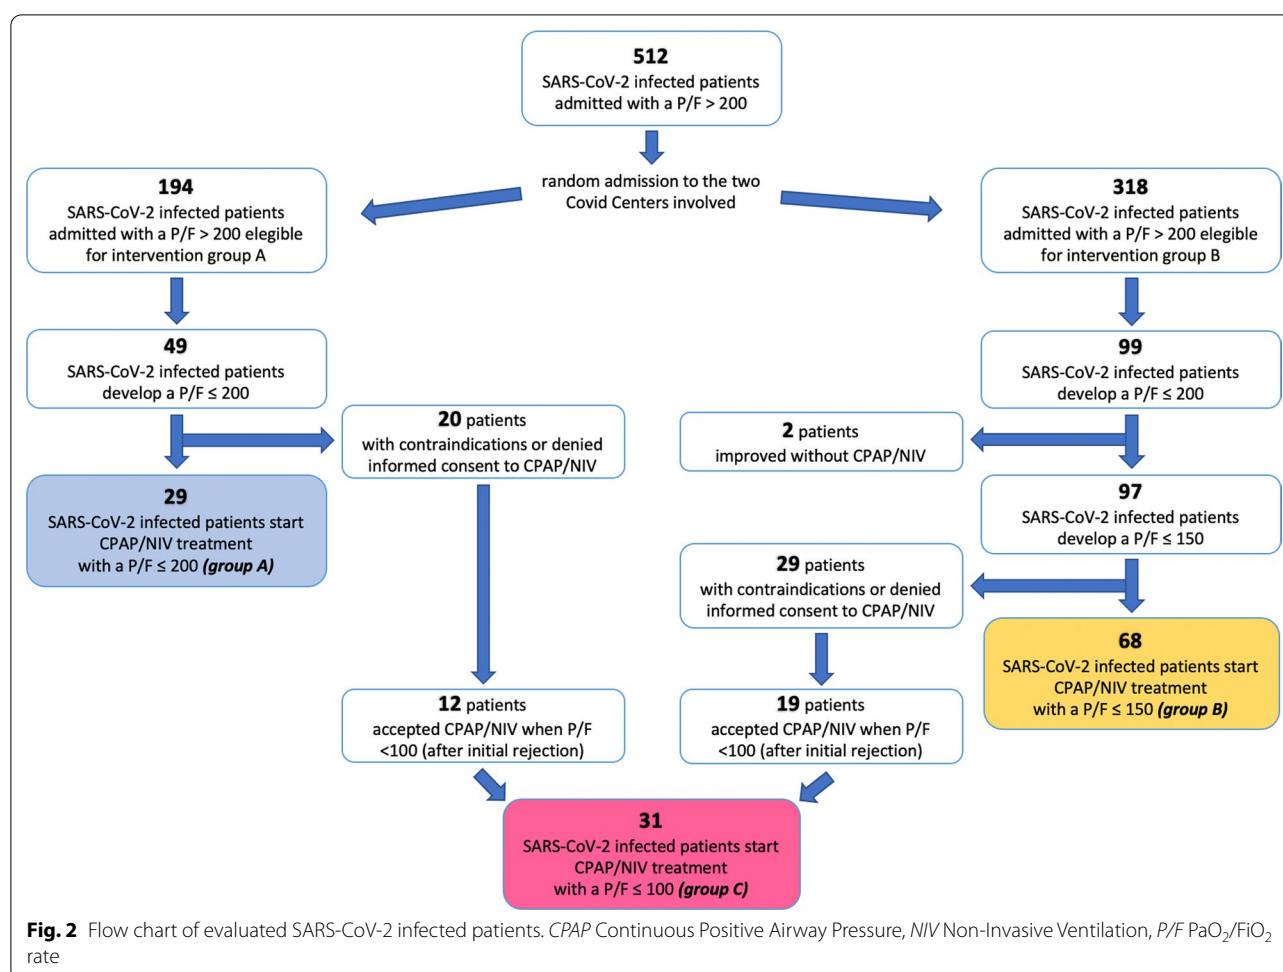 512
SARS-CoV-2 infected patients
admitted with a P/F > 200
random admission to the two
Covid Centers involved
194
SARS-CoV-2 infected patients
admitted with a P/F > 200 elegible
for intervention group A
318
SARS-CoV-2 infected patients
admitted with a P/F > 200 elegible
for intervention group B
49
SARS-CoV-2 infected patients
develop a P/F ≤ 200
99
SARS-CoV-2 infected patients
develop a P/F ≤ 200
20 patients
with contraindications or denied
informed consent to CPAP/NIV
2 patients
improved without CPAP/NIV
29
SARS-CoV-2 infected patients start
CPAP/NIV treatment
with a P/F ≤ 200 (group A)
97
SARS-CoV-2 infected patients
develop a P/F ≤ 150
29 patients
with contraindications or denied
informed consent to CPAP/NIV
68
SARS-CoV-2 infected patients start
CPAP/NIV treatment
with a P/F ≤ 150 (group B)
12 patients
accepted CPAP/NIV when P/F
<100 (after initial rejection)
19 patients
accepted CPAP/NIV when P/F
<100 (after initial rejection)
31
SARS-CoV-2 infected patients start
CPAP/NIV treatment
with a P/F ≤ 100 (group C)
Fig. 2 Flow chart of evaluated SARS-CoV-2 infected patients. CPAP Continuous Positive Airway Pressure, NIV Non-Invasive Ventilation, P/F PaO₂/FiO₂
rate